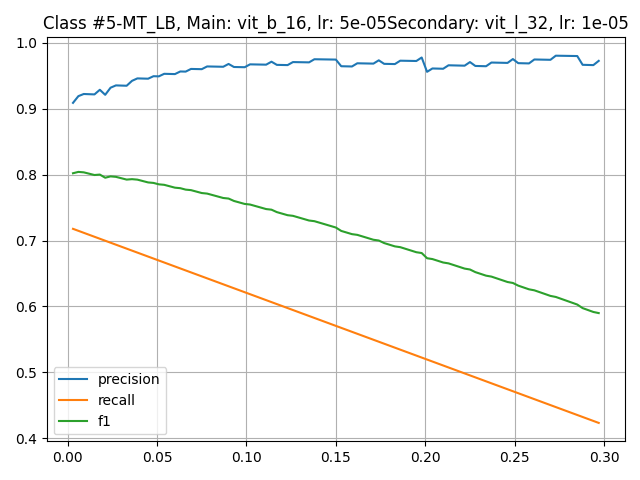 Class #5-MT_LB, Main: vit_b_16, lr: 5e-05Secondary: vit_l_32, lr: 1e-05
1.0
0.9
0.8
0.7
0.6
0.5
0.4
precision
recall
f1
0.00 0.05 0.10 0.15 0.20 0.25 0.30